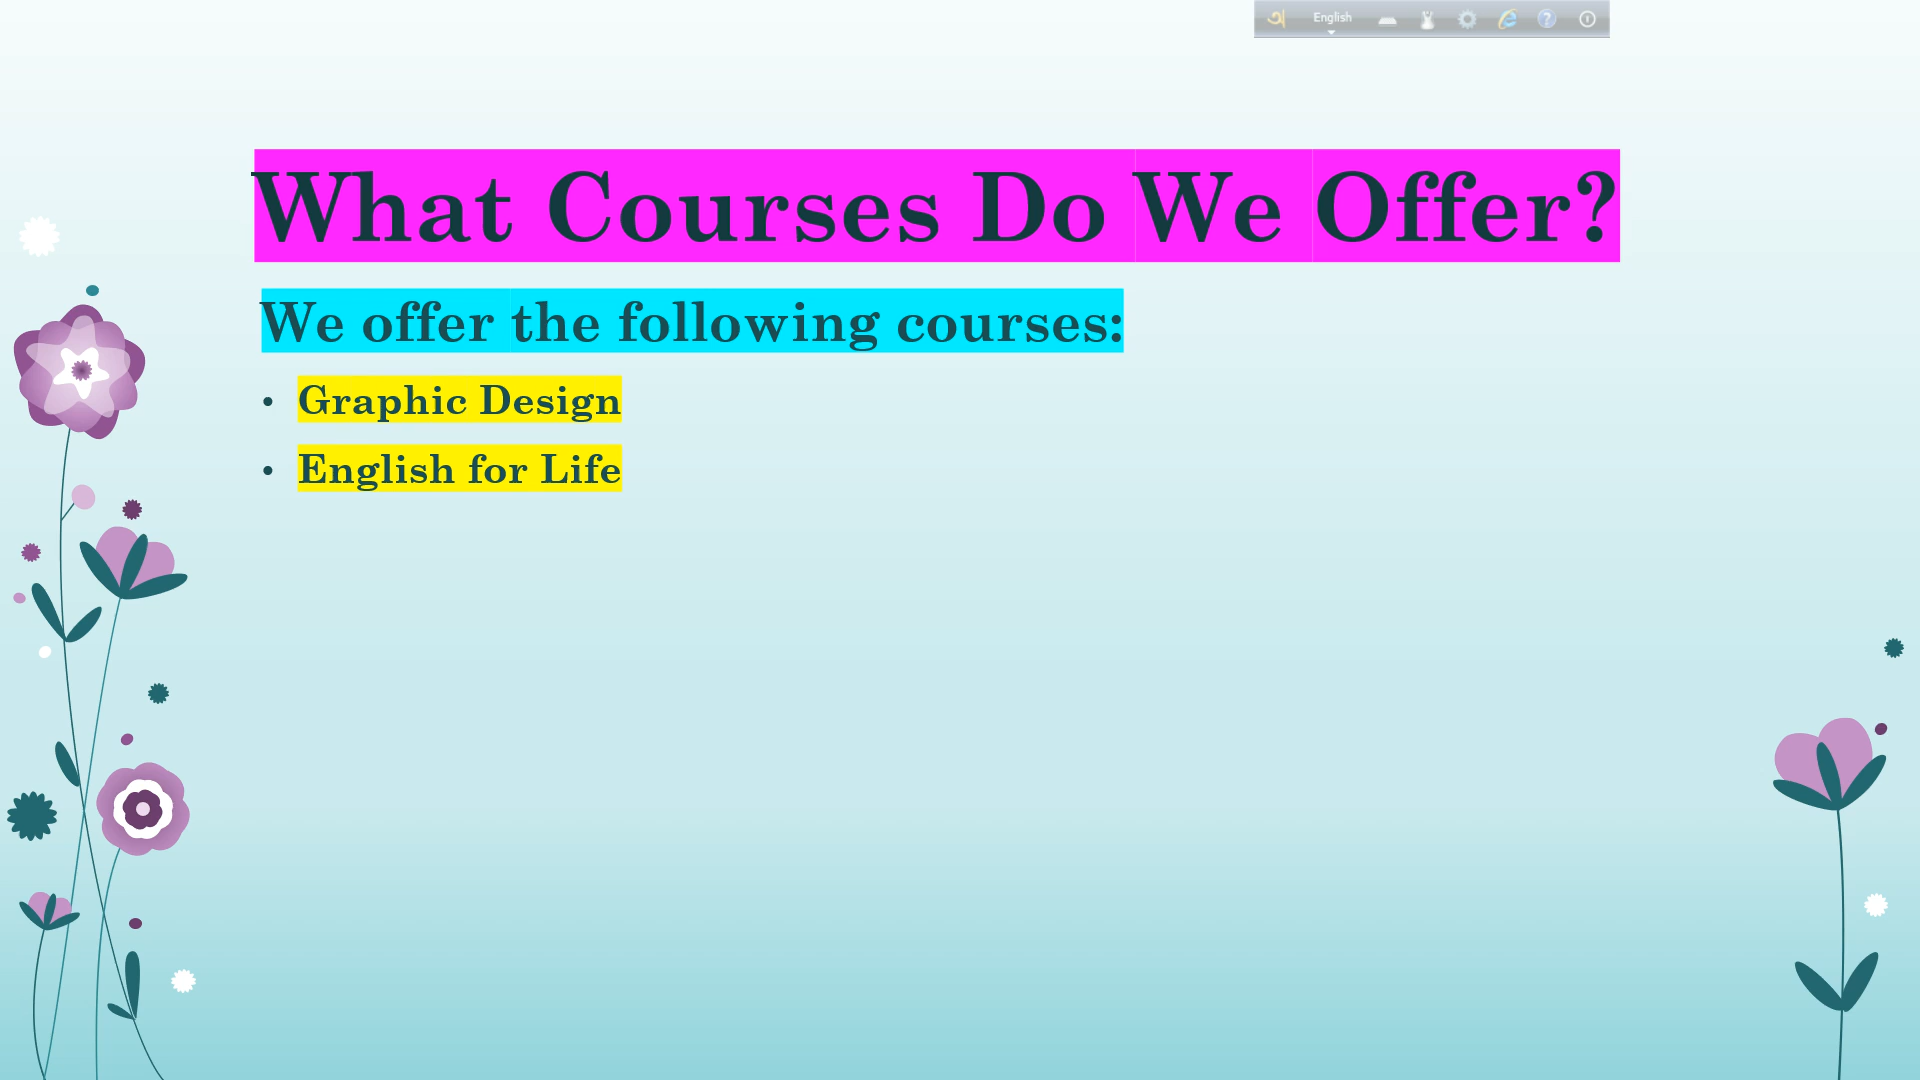 অ English
What Courses Do We Offer?
We offer the following courses:
• Graphic Design
• English for Life